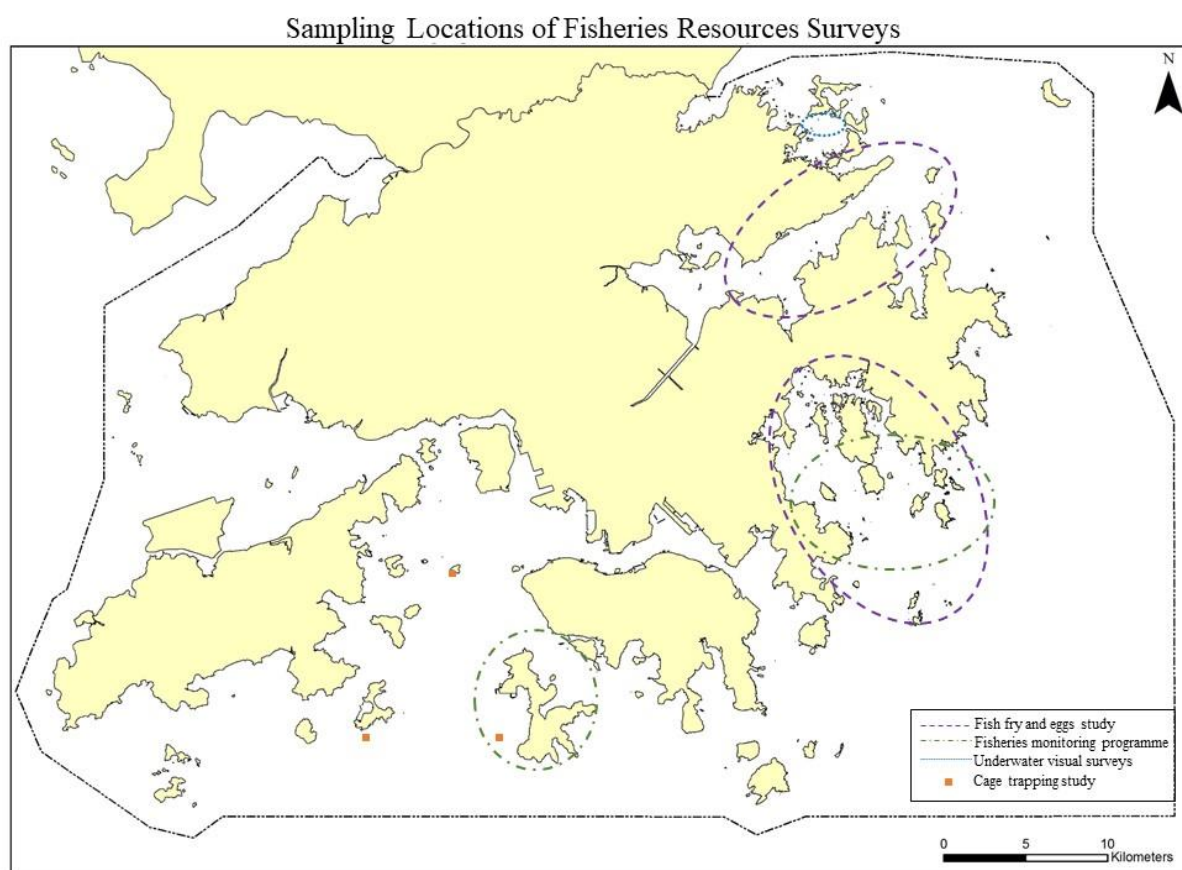 Sampling Locations of Fisheries Resources Surveys
N
Fish fry and eggs study
Fisheries monitoring programme
Underwater visual surveys
Cage trapping study
0 5 10
Kilometers